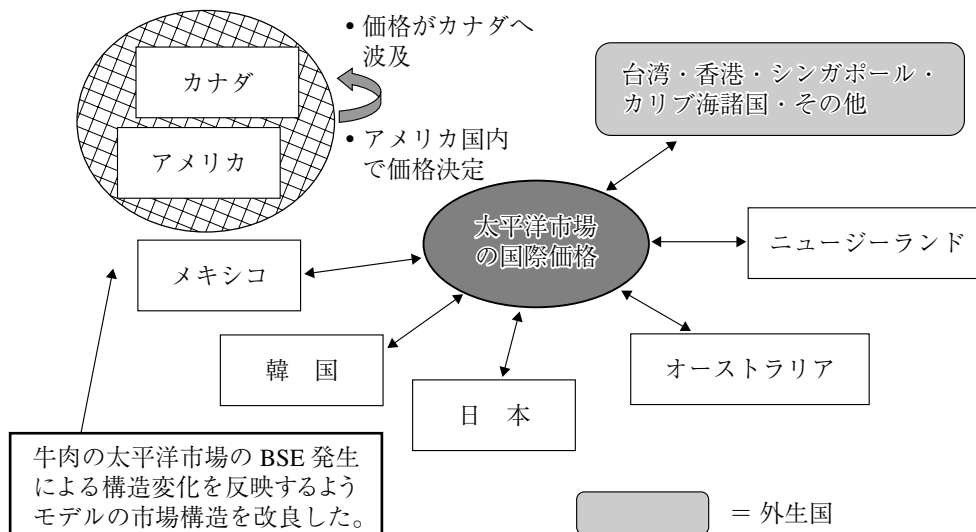 • 価格がカナダへ
波及
カナダ
アメリカ
• アメリカ国内
で価格決定
台湾・香港・シンガポール・
カリブ海諸国・その他
太平洋市場
の国際価格
ニュージーランド
メキシコ
韓　国
日　本
オーストラリア
牛肉の太平洋市場の BSE 発生
による構造変化を反映するよう
モデルの市場構造を改良した。
= 外生国